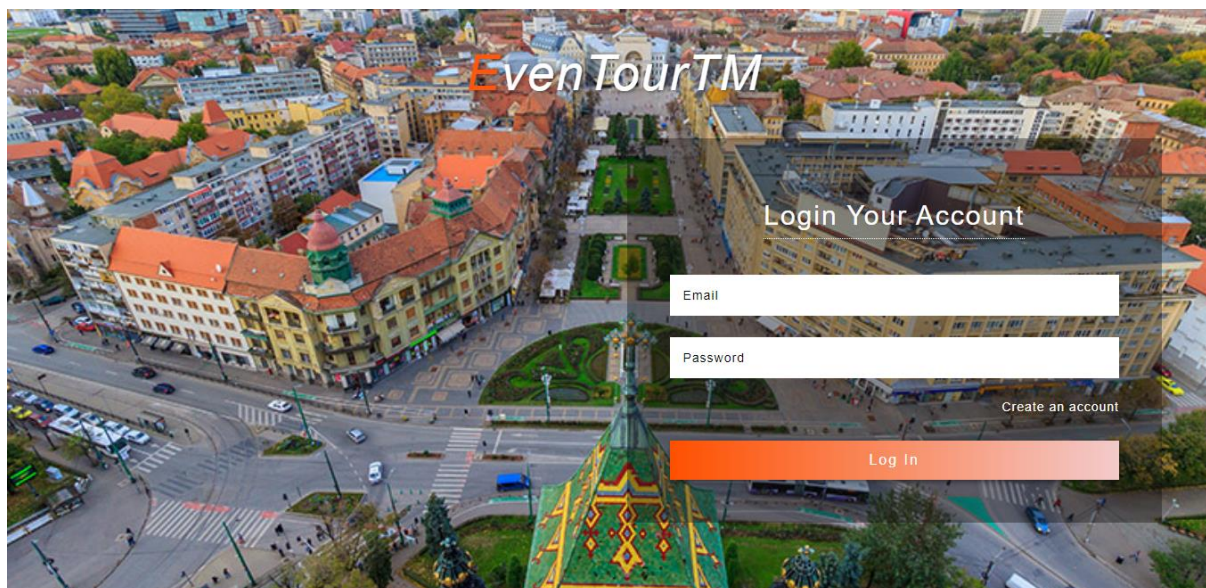 EvenTourTM
Login Your Account
Email
Password
Create an account
Log In